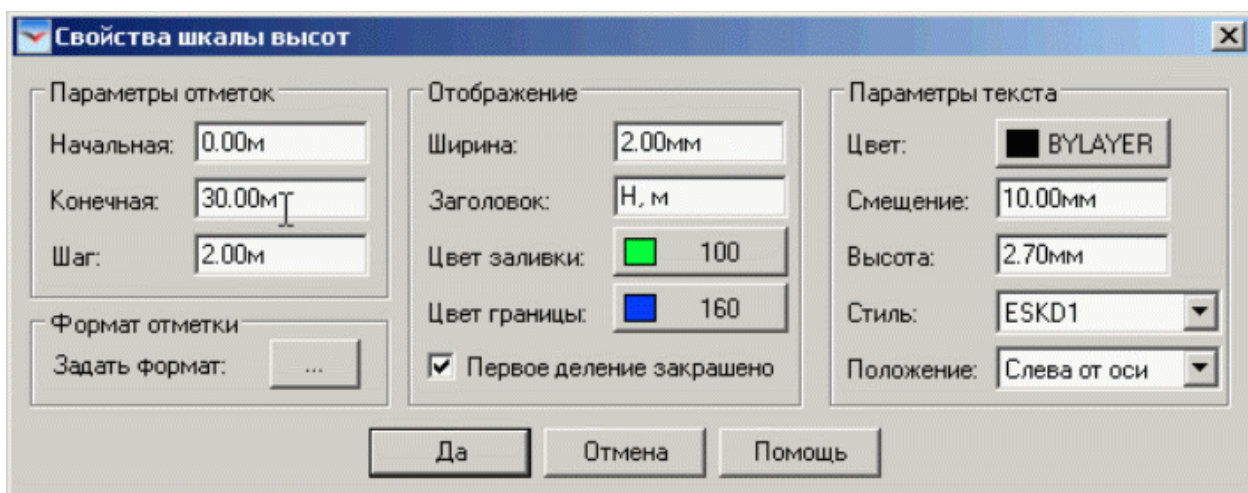 Свойства шкалы высот
Параметры отметок
Начальная: 0.00м
Конечная: 30.00м
Шаг: 2.00м
Формат отметки
Задать формат: ...
Отображение
Ширина: 2.00мм
Заголовок: Н, м
Цвет заливки: 100
Цвет границы: 160
Первое деление закрашено
Параметры текста
Цвет: BYLAYER
Смещение: 10.00мм
Высота: 2.70мм
Стиль: ESKD1
Положение: Слева от оси
Да Отмена Помощь